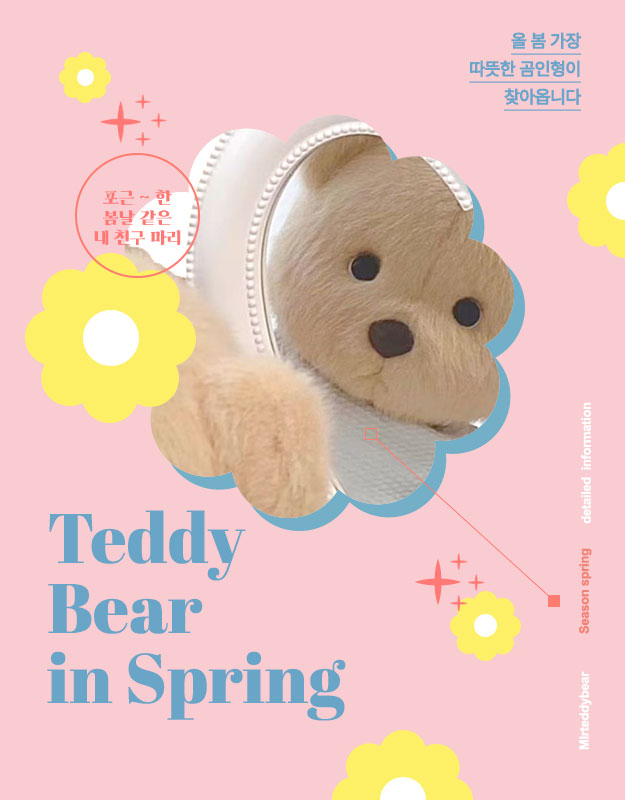 올 봄 가장
따뜻한 곰인형이
찾아옵니다
포근 ~ 한
봄날 같은
내 친구 마리
Teddy
Bear
in Spring
detailed information
Season spring
MIrteddybear